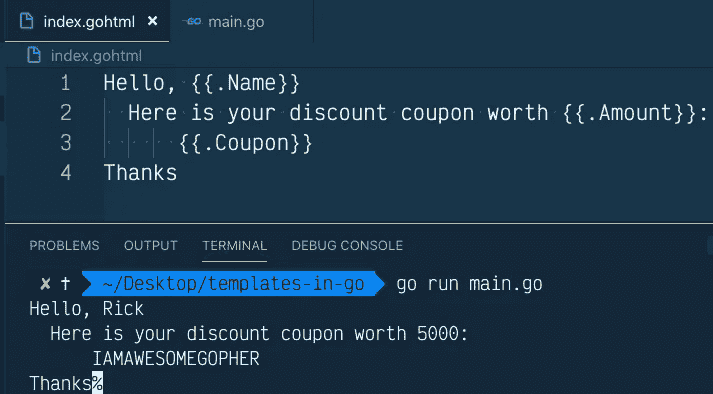 index.gohtml × GO main.go
index.gohtml
1 Hello, {{.Name}}
2   Here is your discount coupon worth {{.Amount}}:
3       {{.Coupon}}
4 Thanks
PROBLEMS OUTPUT TERMINAL DEBUG CONSOLE
✘ ✝ ~/Desktop/templates-in-go go run main.go
Hello, Rick
  Here is your discount coupon worth 5000:
      IAMAWESOMEGOPHER
Thanks%